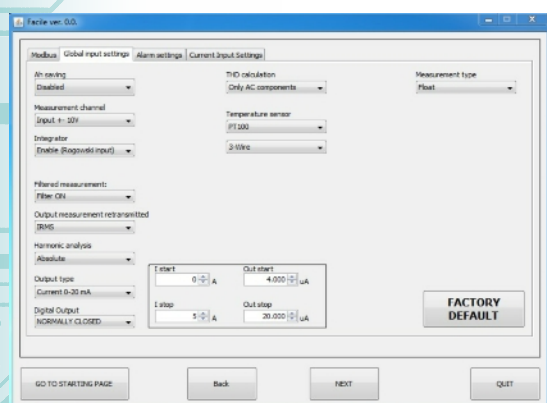 Facile ver. 0.0.
Modbus Global input settings Alarm settings Current Input Settings
Ah saving
Disabled
Measurement channel
Input +- 10V
Integrator
Enable (Rogowski input)
Filtered measurement:
Filter ON
Output measurement retransmitted
IRMS
Harmonic analysis
Absolute
Output type
Current 0-20 mA
Digital Output
NORMALLY CLOSED
THD calculation
Only AC components
Temperature sensor
PT100
3-Wire
Measurement type
Float
I start
0 A
Out start
4.000 uA
I stop
5 A
Out stop
20.000 uA
FACTORY
DEFAULT
GO TO STARTING PAGE Back NEXT QUIT